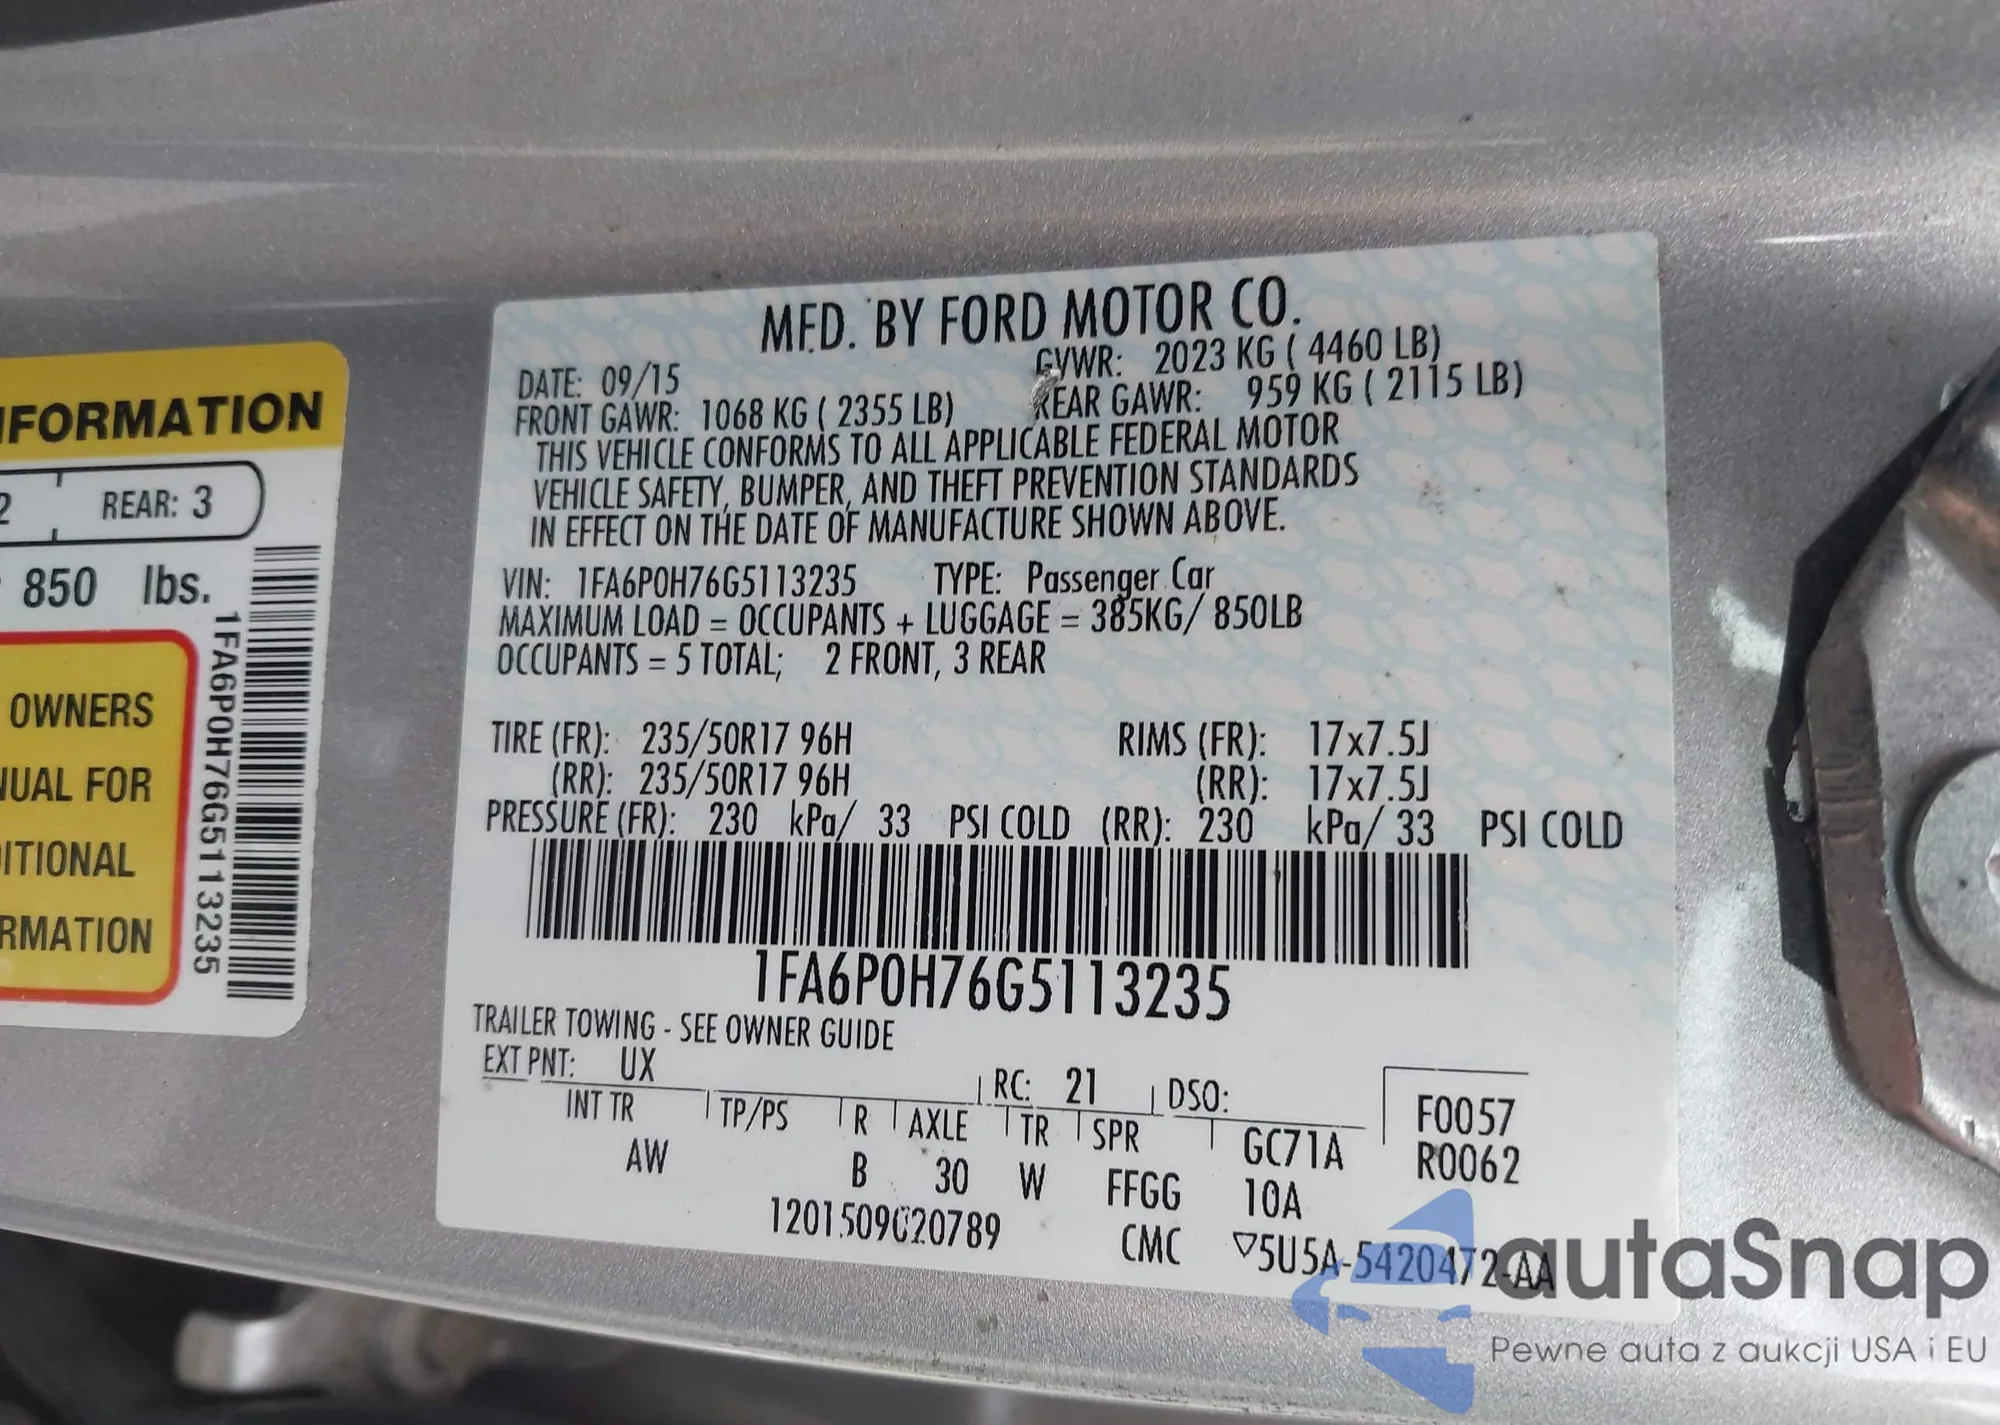 NFORMATION
2 REAR: 3
850 lbs.
OWNERS
NUAL FOR
DITIONAL
RMATION
1FA6P0H76G5113235
MFD. BY FORD MOTOR CO.
DATE: 09/15 GVWR: 2023 KG ( 4460 LB)
FRONT GAWR: 1068 KG ( 2355 LB) REAR GAWR: 959 KG ( 2115 LB)
THIS VEHICLE CONFORMS TO ALL APPLICABLE FEDERAL MOTOR
VEHICLE SAFETY, BUMPER, AND THEFT PREVENTION STANDARDS
IN EFFECT ON THE DATE OF MANUFACTURE SHOWN ABOVE.
VIN: 1FA6P0H76G5113235 TYPE: Passenger Car
MAXIMUM LOAD = OCCUPANTS + LUGGAGE = 385KG/ 850LB
OCCUPANTS = 5 TOTAL; 2 FRONT, 3 REAR
TIRE (FR): 235/50R17 96H RIMS (FR): 17x7.5J
(RR): 235/50R17 96H (RR): 17x7.5J
PRESSURE (FR): 230 kPa/ 33 PSI COLD (RR): 230 kPa/ 33 PSI COLD
1FA6P0H76G5113235
TRAILER TOWING - SEE OWNER GUIDE
EXT PNT: UX RC: 21 DSO: F0057
INT TR TP/PS R AXLE TR SPR GC71A R0062
AW B 30 W FFGG 10A
1201509020789 CMC ▽5U5A-5420472-AA
autaSnap
Pewne auta z aukcji USA i EU